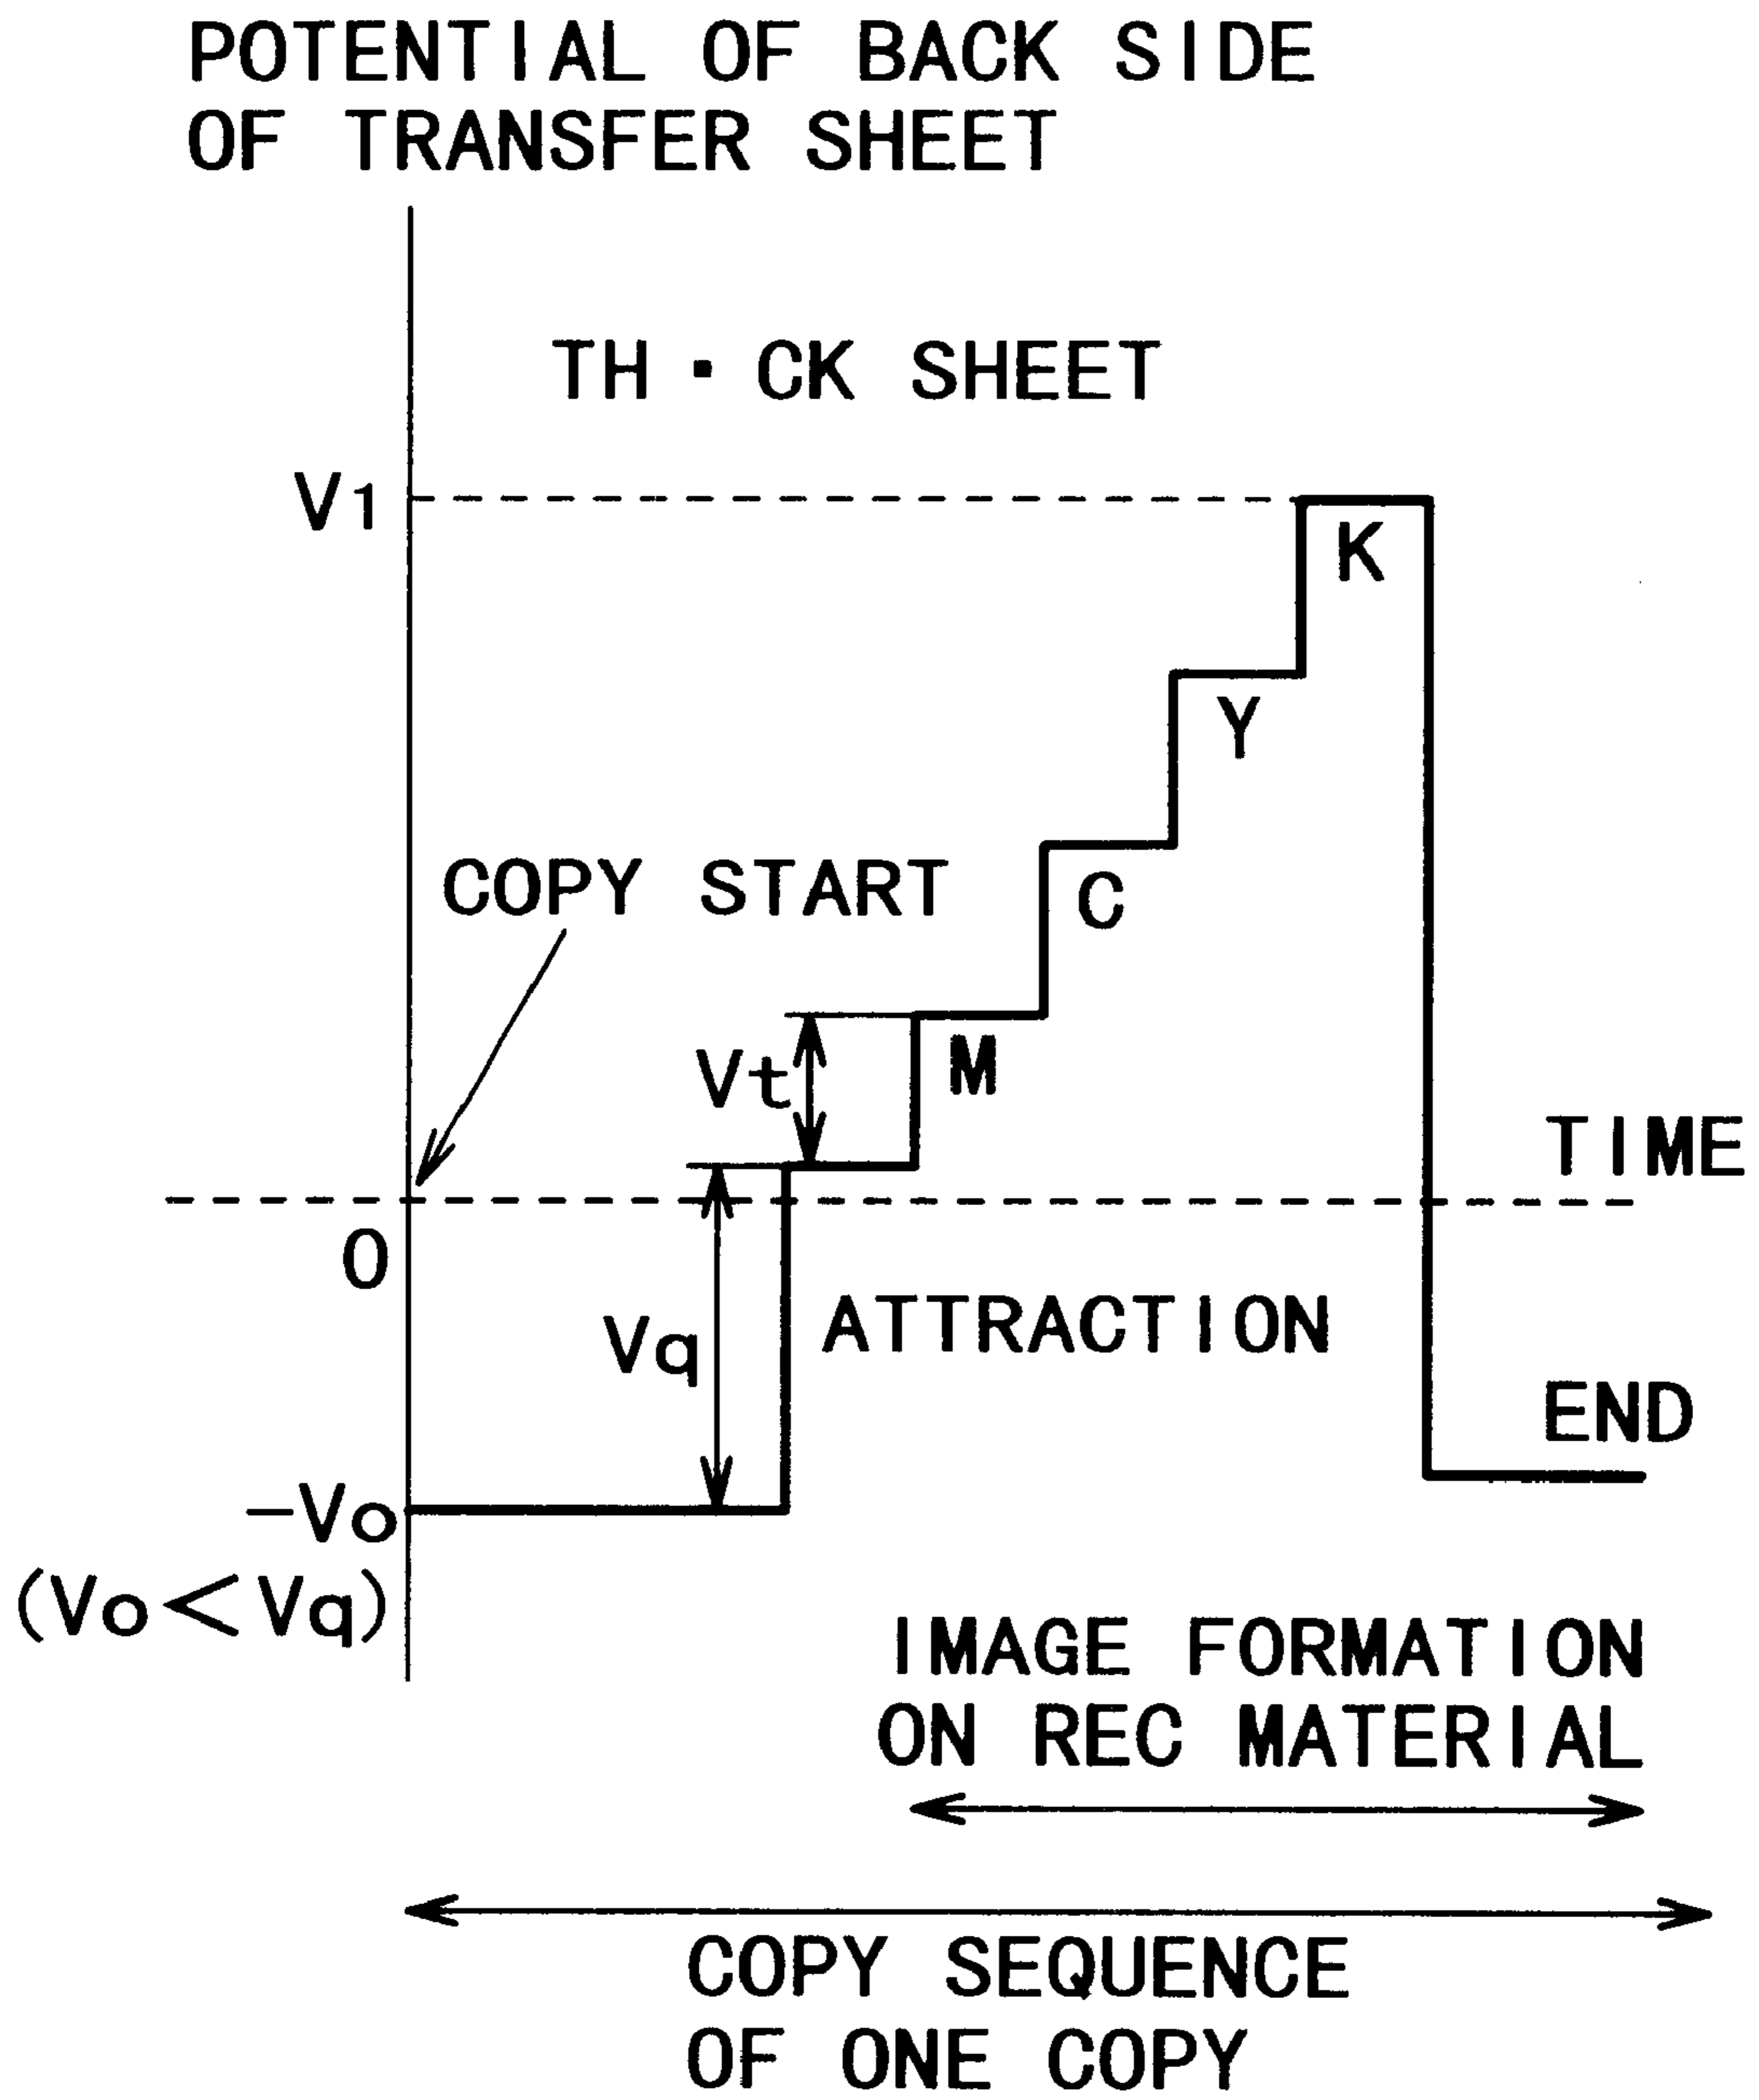 POTENTIAL OF BACK SIDE
OF TRANSFER SHEET
TH・CK SHEET
V1
K
Y
COPY START
C
Vt
M
TIME
0
Vq
ATTRACTION
END
−Vo
(Vo<Vq)
IMAGE FORMATION
ON REC MATERIAL
COPY SEQUENCE
OF ONE COPY